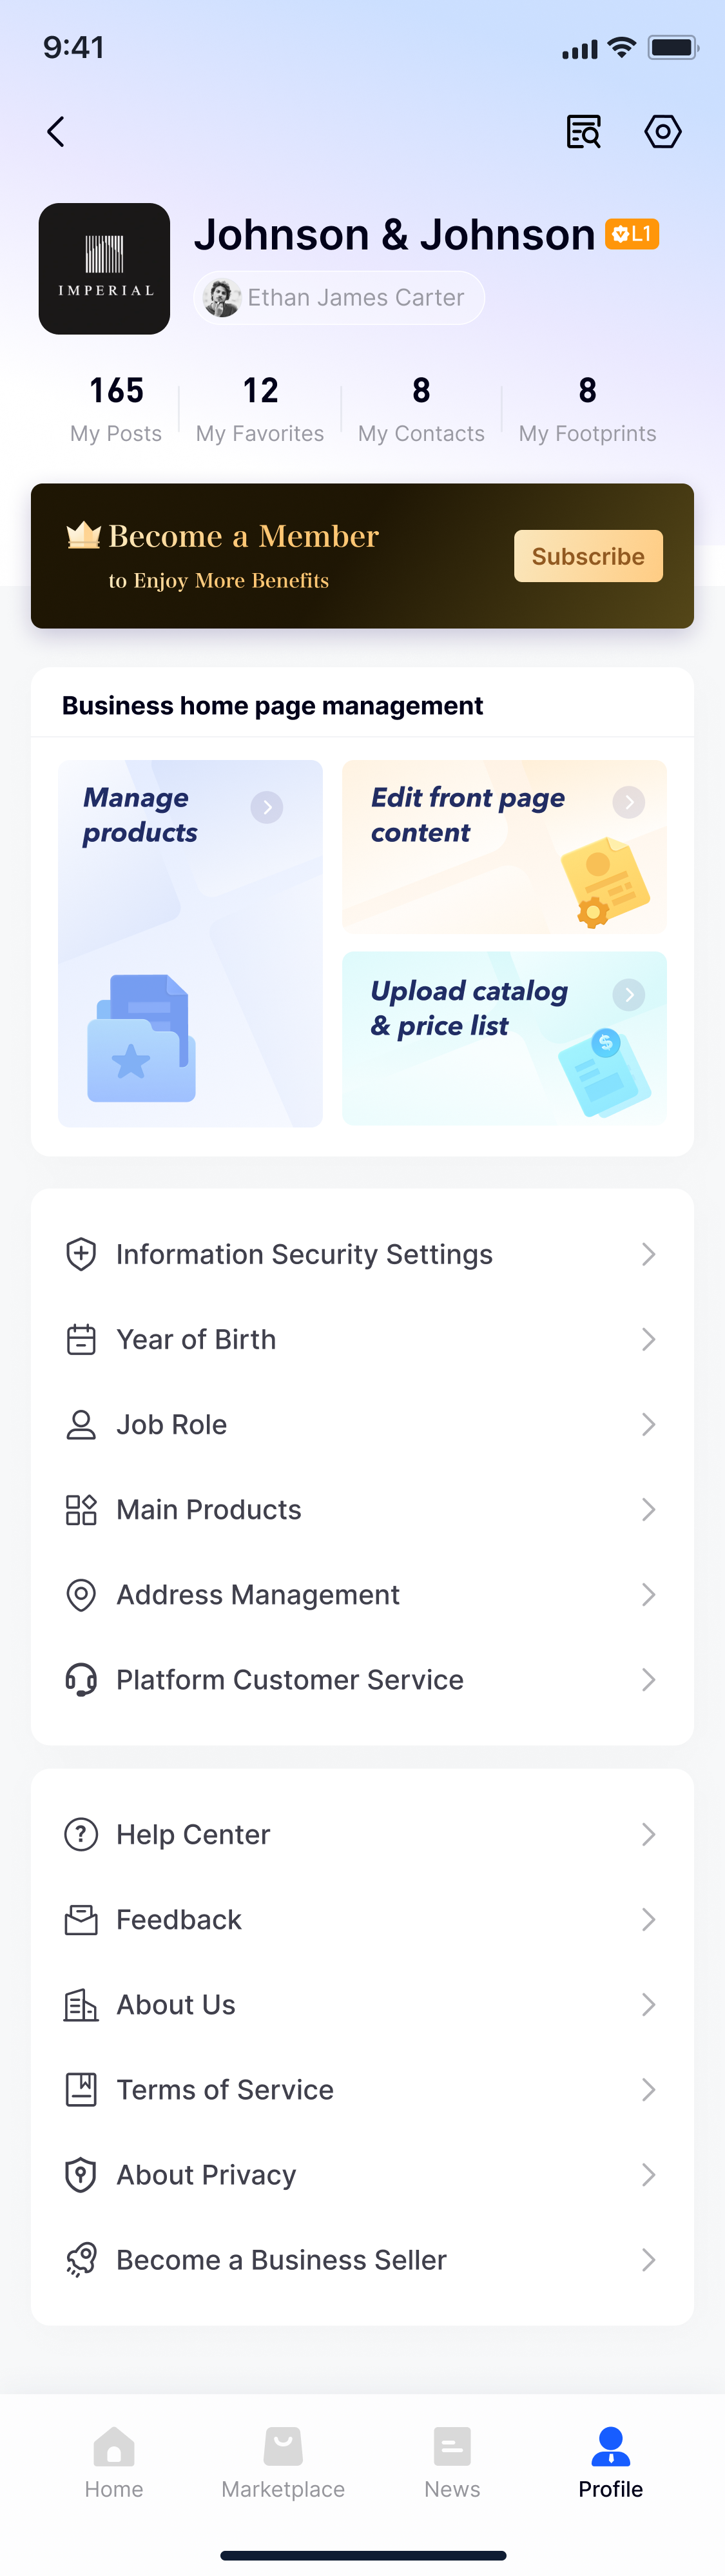 9:41
IMPERIAL
Johnson & Johnson
L1
Ethan James Carter
165
12
8
8
My Posts
My Favorites
My Contacts
My Footprints
Become a Member
to Enjoy More Benefits
Subscribe
Business home page management
Manage
products
Edit front page
content
Upload catalog
& price list
$
Information Security Settings
Year of Birth
Job Role
Main Products
Address Management
Platform Customer Service
?
Help Center
Feedback
About Us
Terms of Service
About Privacy
Become a Business Seller
Home
Marketplace
News
Profile